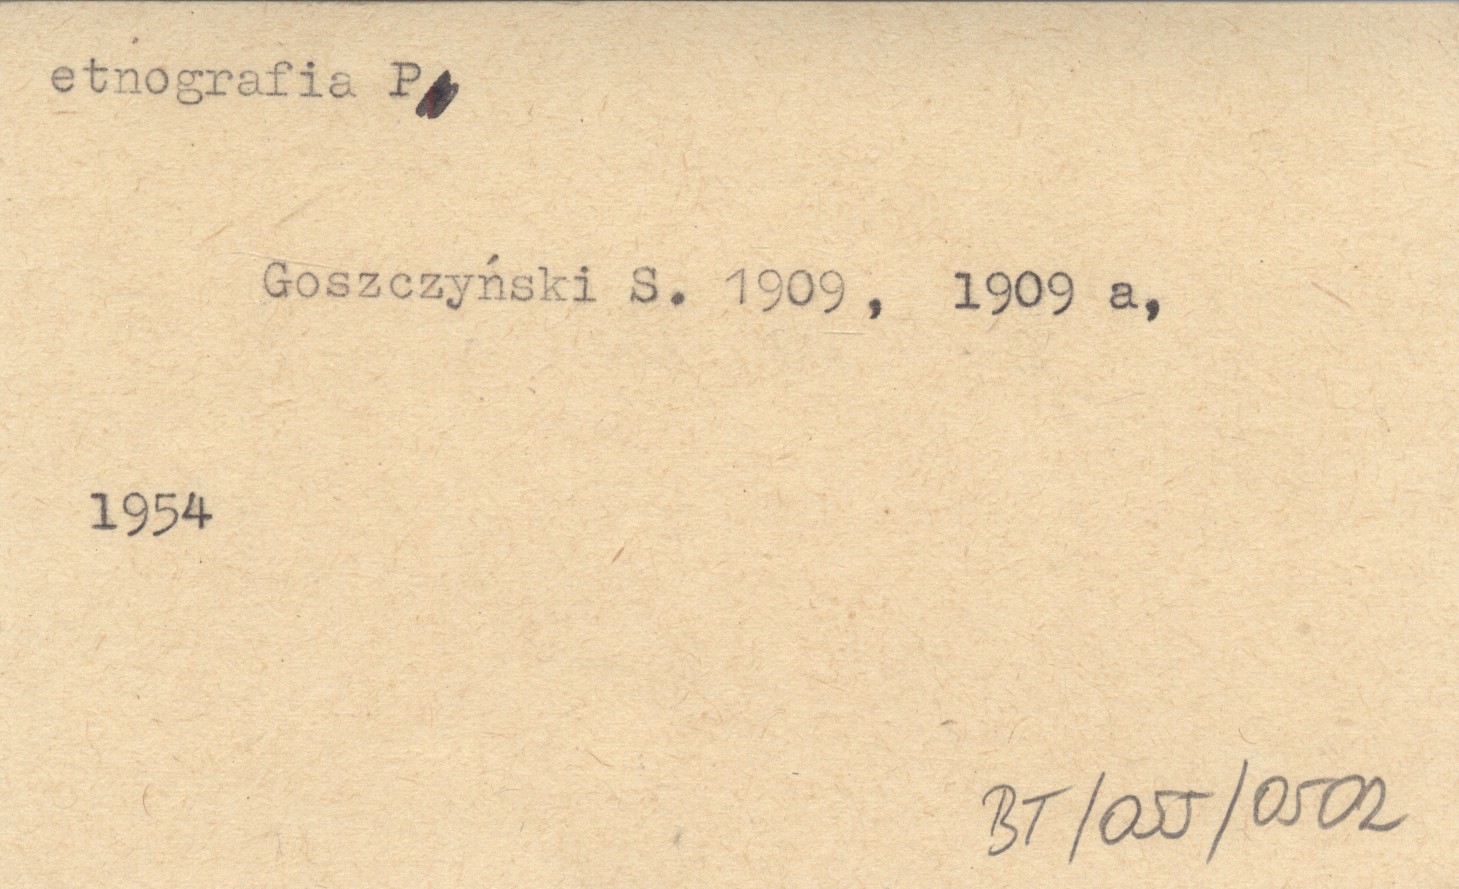 etnografia P
Goszczyński S. 1909, 1909 a,
1954
BT/055/0502